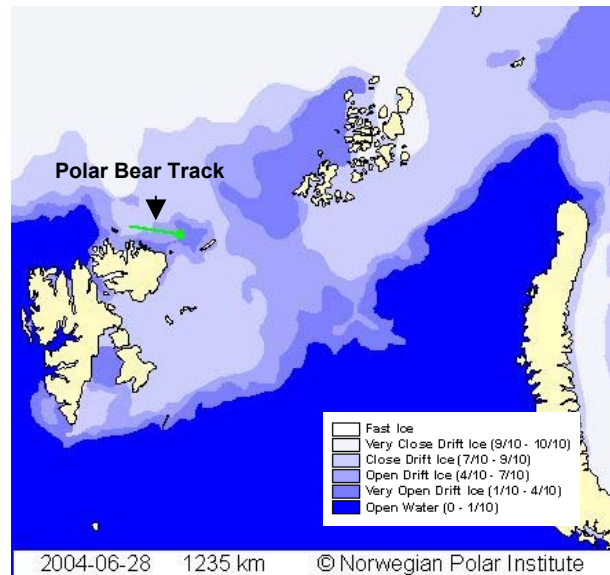 Polar Bear Track
Fast Ice
Very Close Drift Ice (9/10 - 10/10)
Close Drift Ice (7/10 - 9/10)
Open Drift Ice (4/10 - 7/10)
Very Open Drift Ice (1/10 - 4/10)
Open Water (0 - 1/10)
2004-06-28 1235 km © Norwegian Polar Institute